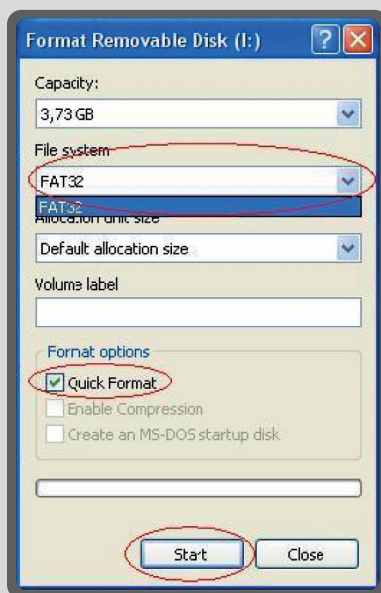 Format Removable Disk (I:)
Capacity:
3,73 GB
File system
FAT32
FAT32
Allocation unit size
Default allocation size
Volume label
Format options
Quick Format
Enable Compression
Create an MS-DOS startup disk
Start Close